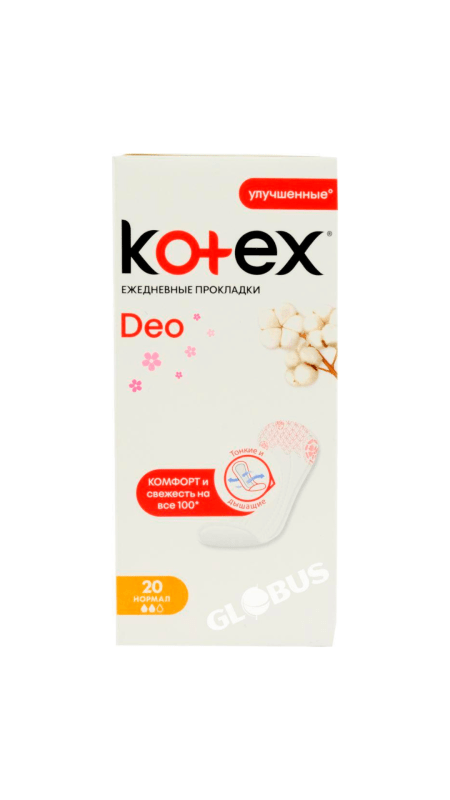 улучшенные°
kotex®
ЕЖЕДНЕВНЫЕ ПРОКЛАДКИ
Deo
Тонкие и
дышащие
КОМФОРТ и
свежесть на
все 100*
20
НОРМАЛ
GLOBUS